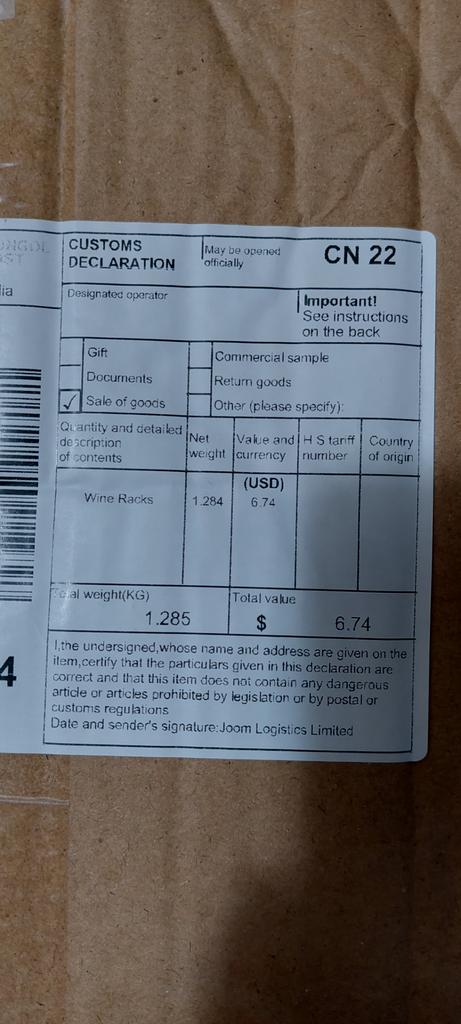 CUSTOMS
DECLARATION
May be opened
officially
CN 22
Designated operator
Important!
See instructions
on the back
Gift
Commercial sample
Documents
Return goods
✓ Sale of goods
Other (please specify):
Quantity and detailed
description
of contents
Net
weight
Value and
currency
H S tariff
number
Country
of origin
(USD)
Wine Racks
1.284
6.74
Total weight(KG)
1.285
Total value
$ 6.74
I,the undersigned,whose name and address are given on the
item,certify that the particulars given in this declaration are
correct and that this item does not contain any dangerous
article or articles prohibited by legislation or by postal or
customs regulations
Date and sender's signature:Joom Logistics Limited
4